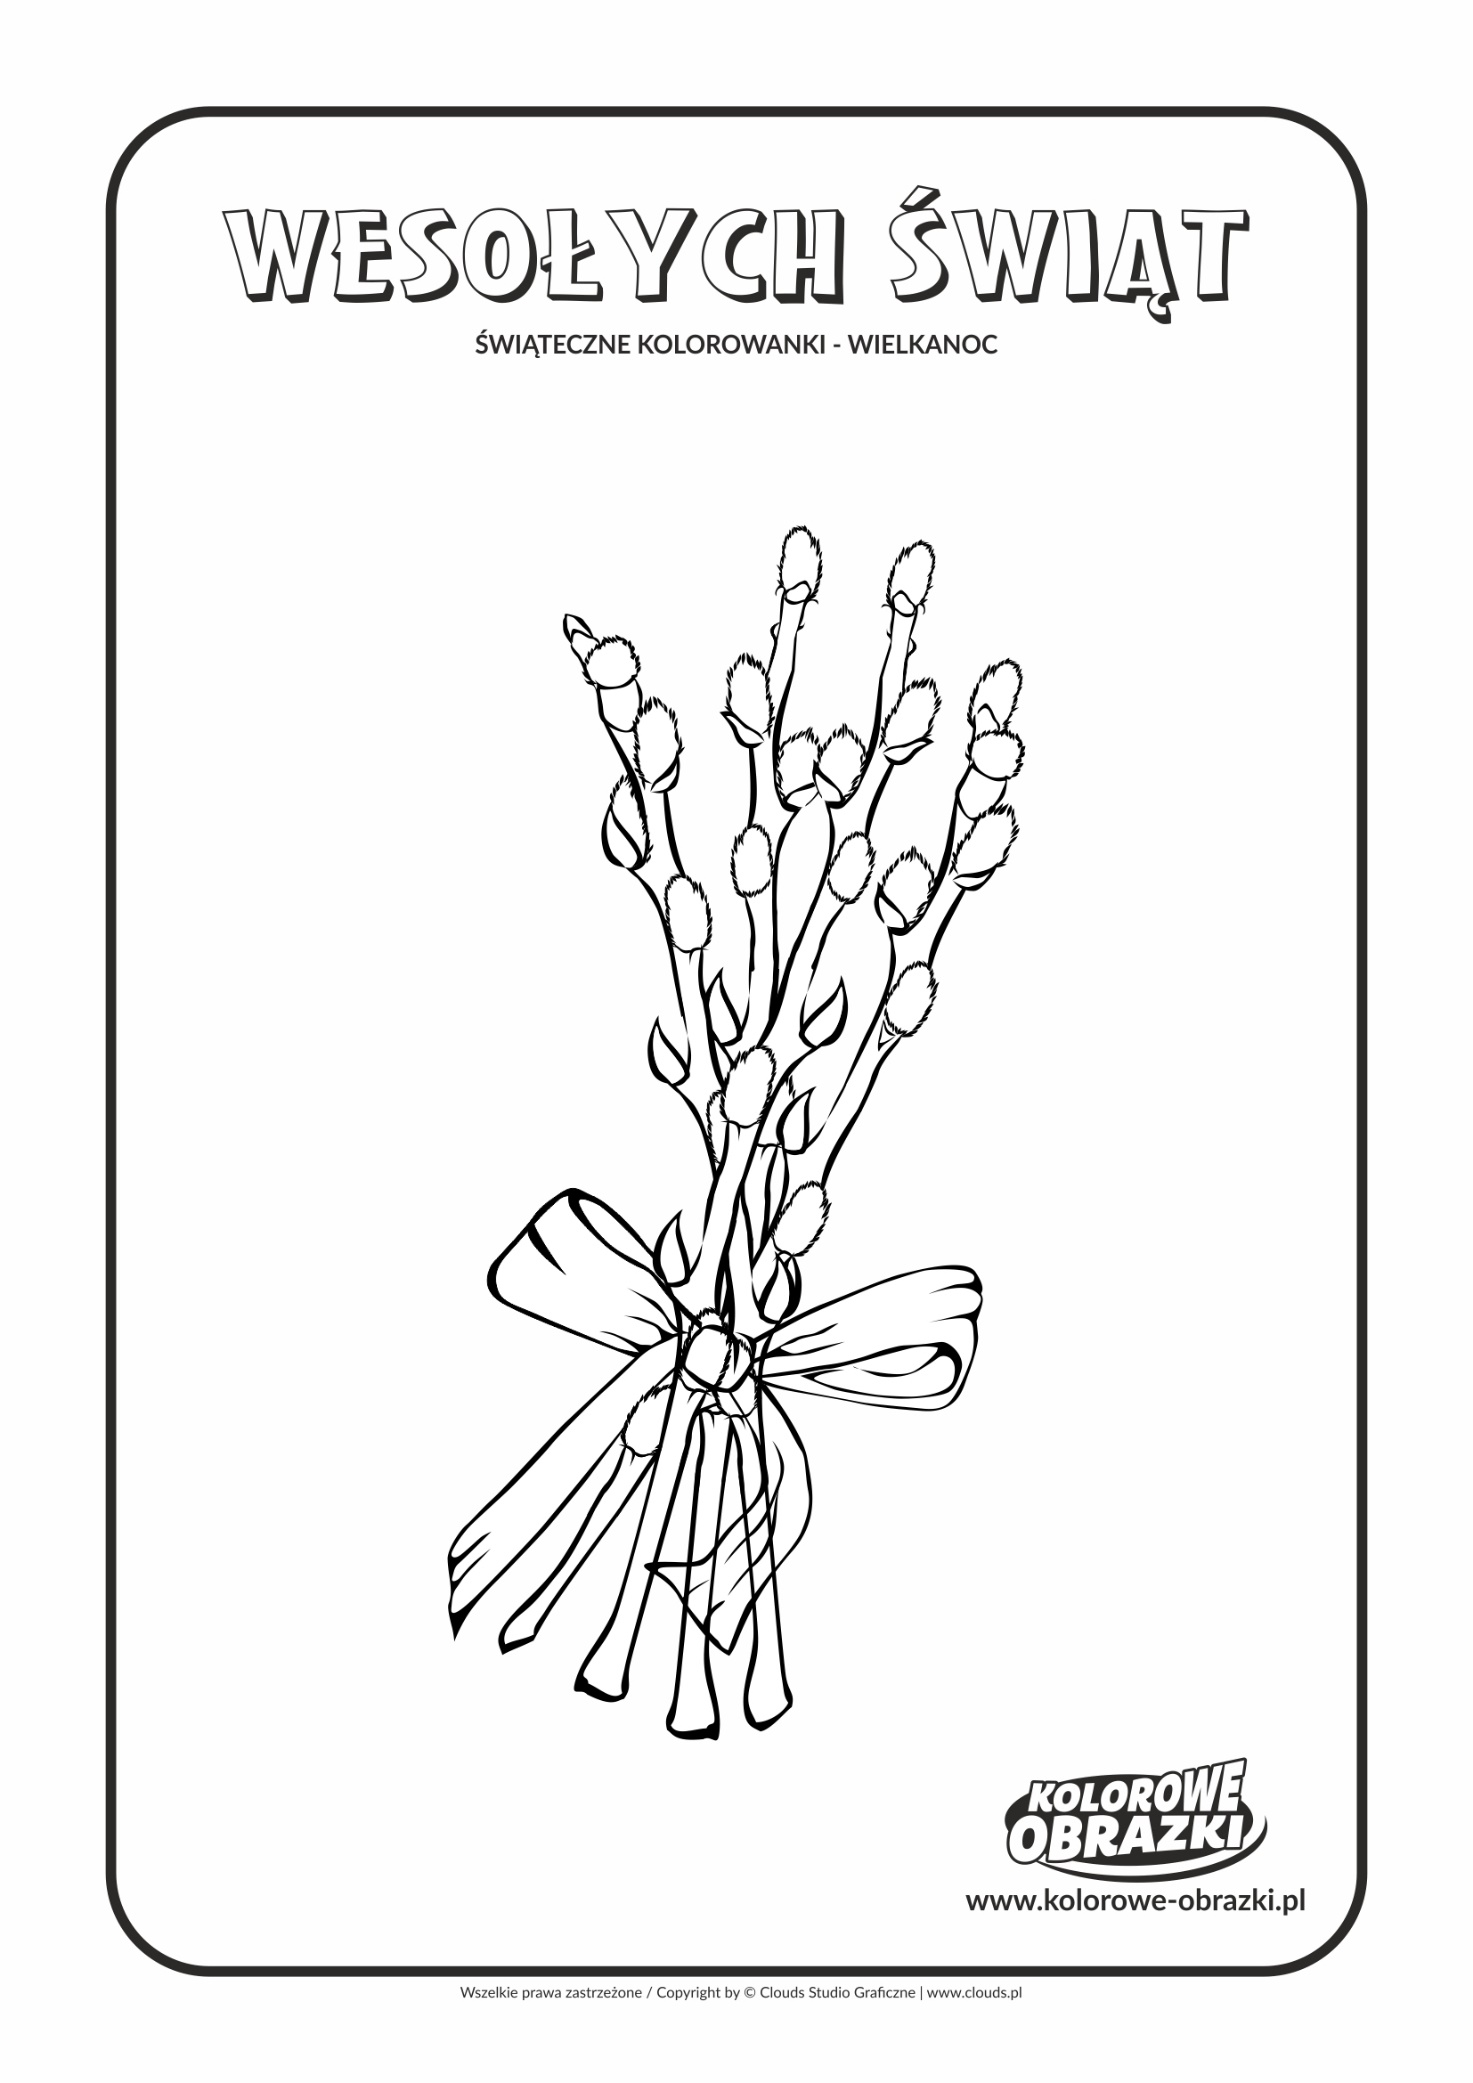 WESOŁYCH ŚWIĄT
ŚWIĄTECZNE KOLOROWANKI - WIELKANOC
KOLOROWE
OBRAZKI
www.kolorowe-obrazki.pl
Wszelkie prawa zastrzeżone / Copyright by © Clouds Studio Graficzne | www.clouds.pl